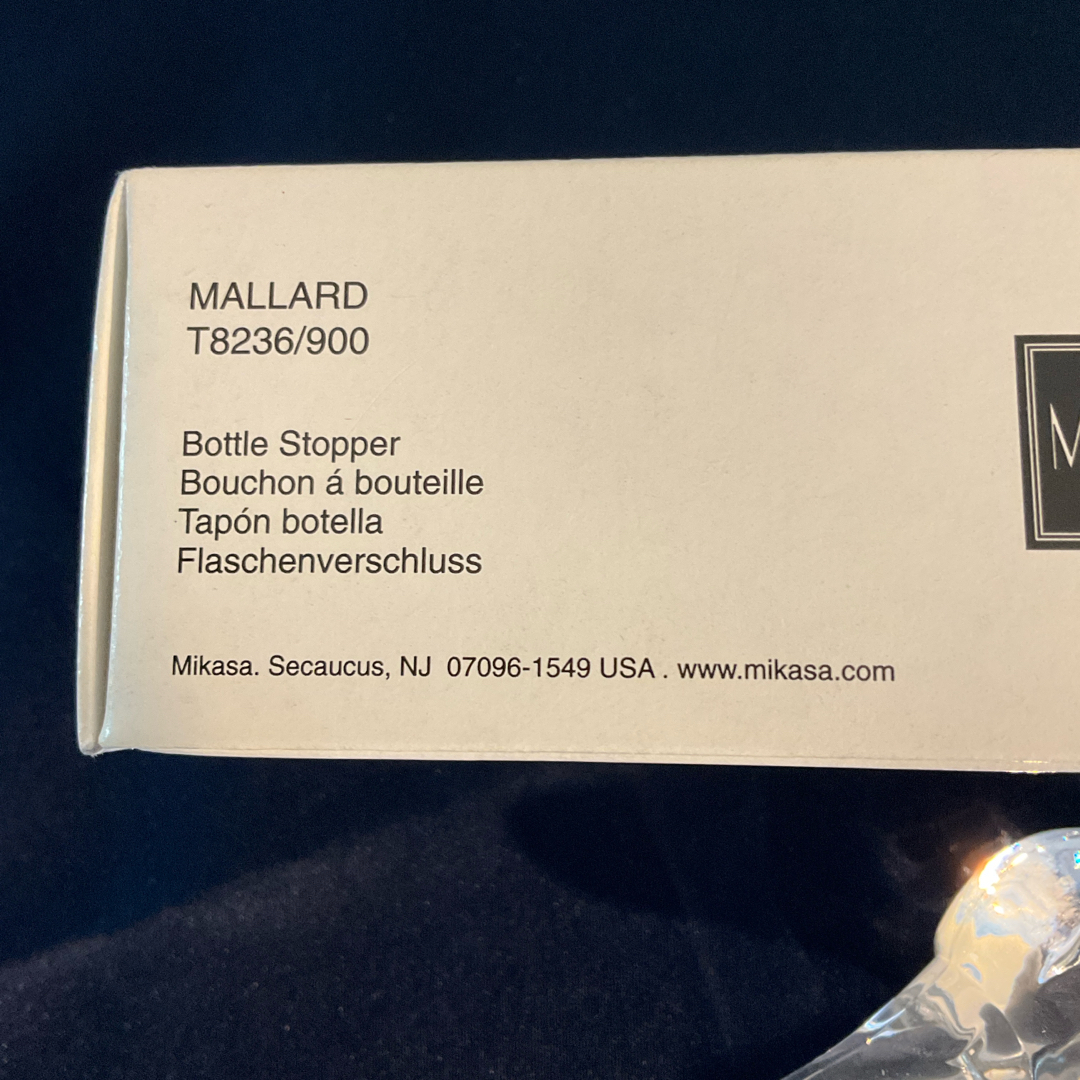 MALLARD
T8236/900
Bottle Stopper
Bouchon á bouteille
Tapón botella
Flaschenverschluss
Mikasa. Secaucus, NJ 07096-1549 USA . www.mikasa.com
M